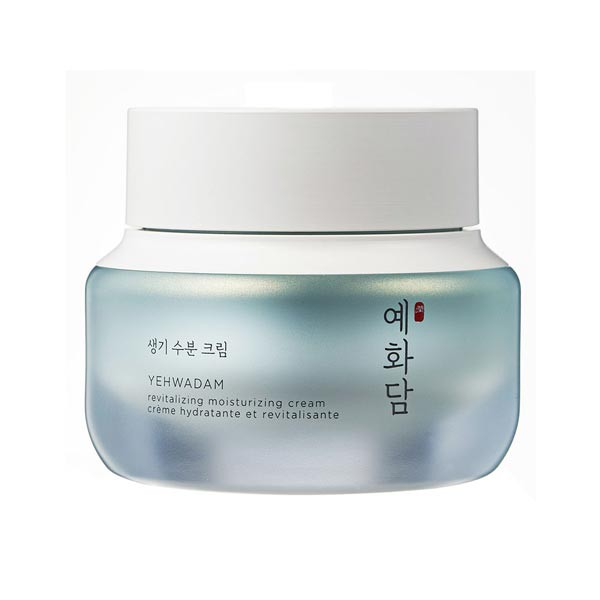 생기 수분 크림
YEHWADAM
revitalizing moisturizing cream
crème hydratante et revitalisante
예화담